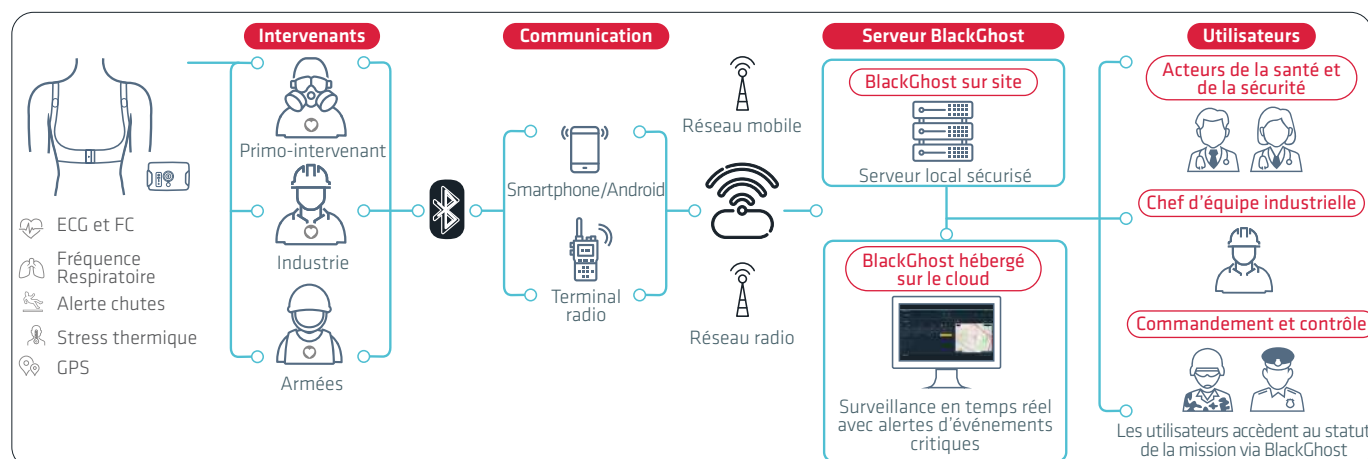 Intervenants
Communication
Serveur BlackGhost
Utilisateurs
ECG et FC
Fréquence
Respiratoire
Alerte chutes
Stress thermique
GPS
Primo-intervenant
Industrie
Armées
Smartphone/Android
Terminal
radio
Réseau mobile
Réseau radio
BlackGhost sur site
Serveur local sécurisé
BlackGhost hébergé
sur le cloud
Surveillance en temps réel
avec alertes d'événements
critiques
Acteurs de la santé et
de la sécurité
Chef d'équipe industrielle
Commandement et contrôle
Les utilisateurs accèdent au statut
de la mission via BlackGhost